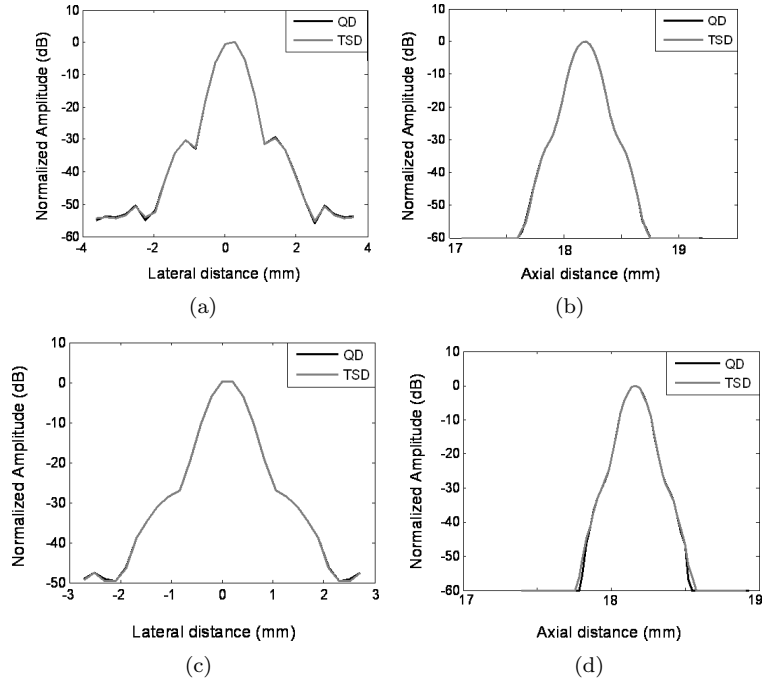 10
0
-10
-20
-30
-40
-50
-60
Normalized Amplitude (dB)
QD
TSD
-4
-2
0
2
4
Lateral distance (mm)
(a)
10
0
-10
-20
-30
-40
-50
-60
Normalized Amplitude (dB)
QD
TSD
17
18
19
Axial distance (mm)
(b)
10
0
-10
-20
-30
-40
-50
Normalized Amplitude (dB)
QD
TSD
-3
-2
-1
0
1
2
3
Lateral distance (mm)
(c)
10
0
-10
-20
-30
-40
-50
-60
Normalized Amplitude (dB)
QD
TSD
17
18
19
Axial distance (mm)
(d)